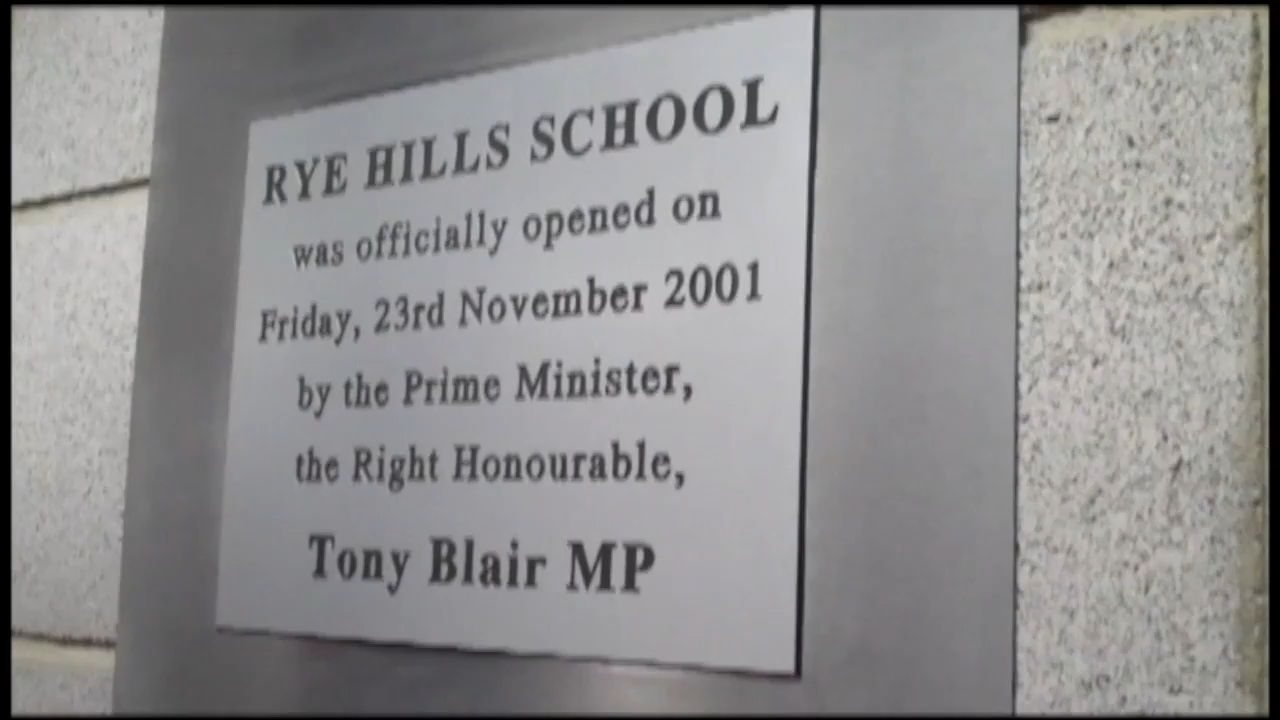 RYE HILLS SCHOOL
was officially opened on
Friday, 23rd November 2001
by the Prime Minister,
the Right Honourable,
Tony Blair MP